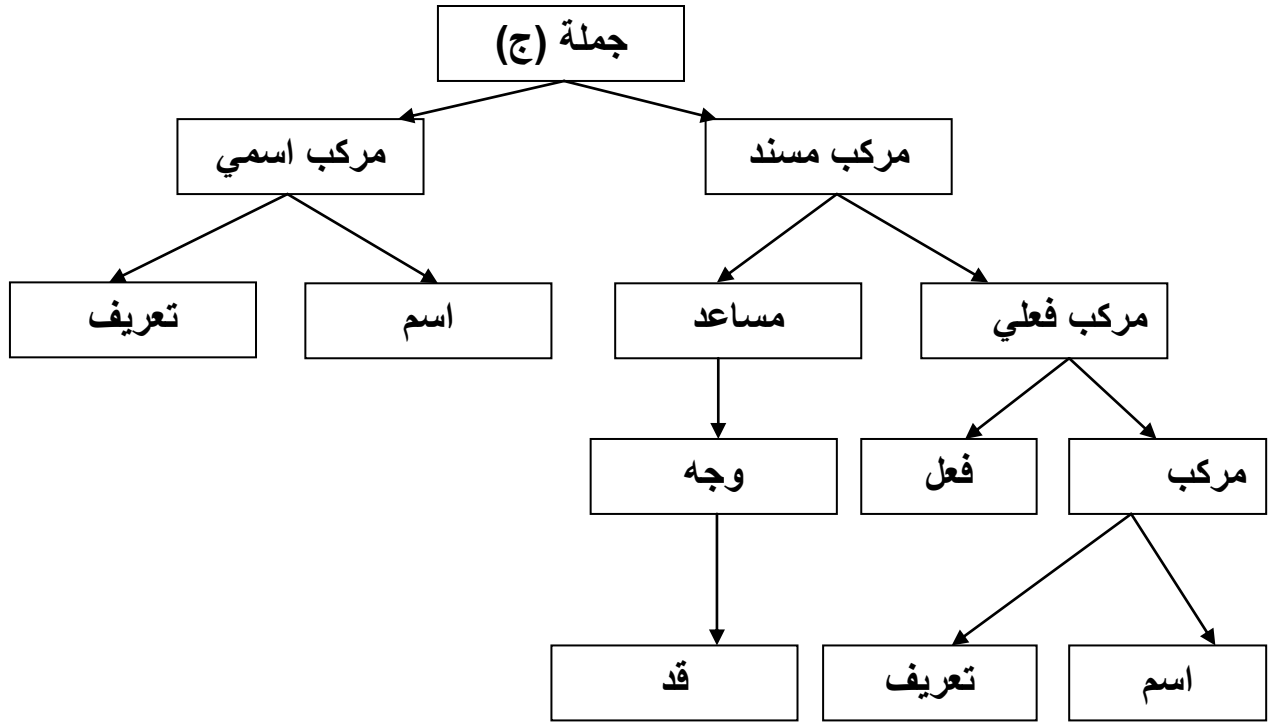 جملة (ج)
مركب مسند
مركب اسمي
مركب فعلي
مساعد
اسم
تعريف
مركب
فعل
وجه
اسم
تعريف
قد